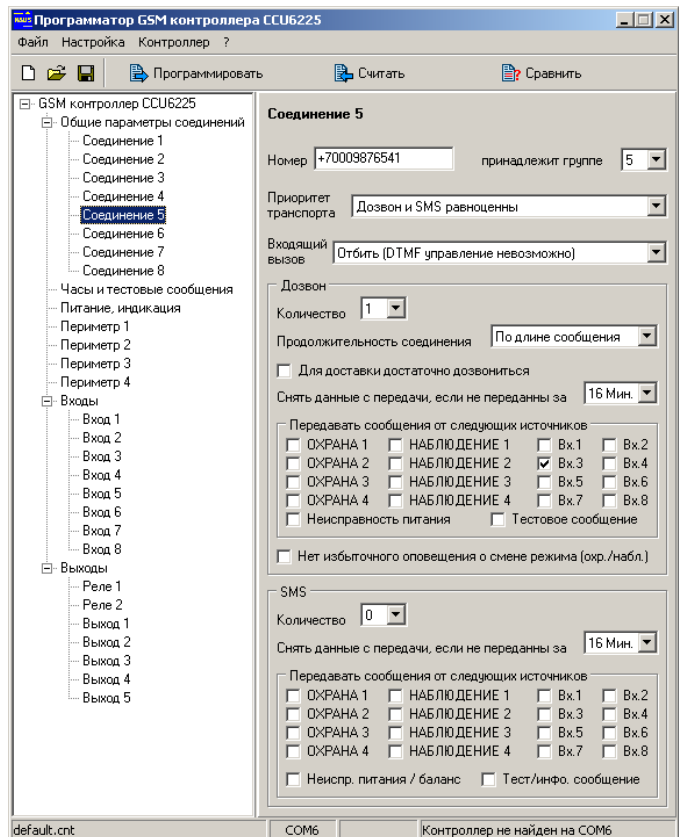 Программатор GSM контроллера CCU6225
Файл Настройка Контроллер ?
Программировать Считать Сравнить
GSM контроллер CCU6225
Общие параметры соединений
Соединение 1
Соединение 2
Соединение 3
Соединение 4
Соединение 5
Соединение 6
Соединение 7
Соединение 8
Часы и тестовые сообщения
Питание, индикация
Периметр 1
Периметр 2
Периметр 3
Периметр 4
Входы
Вход 1
Вход 2
Вход 3
Вход 4
Вход 5
Вход 6
Вход 7
Вход 8
Выходы
Реле 1
Реле 2
Выход 1
Выход 2
Выход 3
Выход 4
Выход 5
Соединение 5
Номер +70009876541 принадлежит группе 5
Приоритет транспорта Дозвон и SMS равноценны
Входящий вызов Отбить (DTMF управление невозможно)
Дозвон
Количество 1
Продолжительность соединения По длине сообщения
Для доставки достаточно дозвониться
Снять данные с передачи, если не переданны за 16 Мин.
Передавать сообщения от следующих источников
ОХРАНА 1 НАБЛЮДЕНИЕ 1 Вх.1 Вх.2
ОХРАНА 2 НАБЛЮДЕНИЕ 2 Вх.3 Вх.4
ОХРАНА 3 НАБЛЮДЕНИЕ 3 Вх.5 Вх.6
ОХРАНА 4 НАБЛЮДЕНИЕ 4 Вх.7 Вх.8
Неисправность питания Тестовое сообщение
Нет избыточного оповещения о смене режима (охр./набл.)
SMS
Количество 0
Снять данные с передачи, если не переданны за 16 Мин.
Передавать сообщения от следующих источников
ОХРАНА 1 НАБЛЮДЕНИЕ 1 Вх.1 Вх.2
ОХРАНА 2 НАБЛЮДЕНИЕ 2 Вх.3 Вх.4
ОХРАНА 3 НАБЛЮДЕНИЕ 3 Вх.5 Вх.6
ОХРАНА 4 НАБЛЮДЕНИЕ 4 Вх.7 Вх.8
Неиспр. питания / баланс Тест/инфо. сообщение
default.cnt COM6 Контроллер не найден на COM6